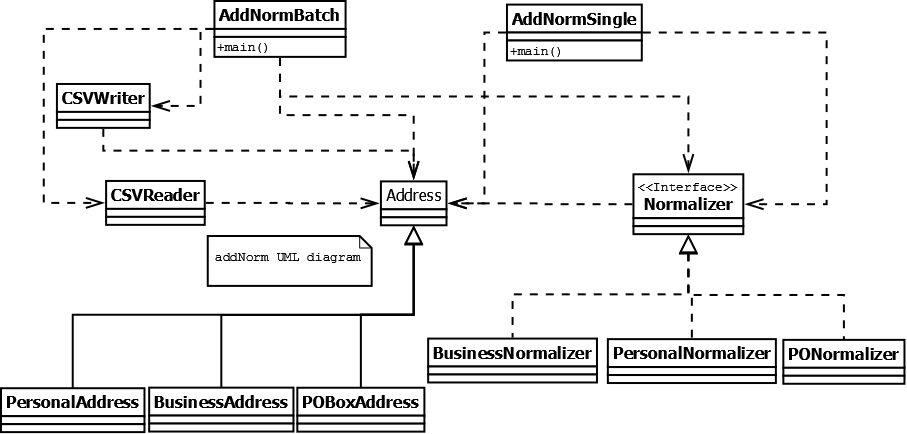 AddNormBatch
+main()
AddNormSingle
+main()
CSVWriter
CSVReader
Address
<<Interface>>
Normalizer
addNorm UML diagram
BusinessNormalizer
PersonalNormalizer
PONormalizer
PersonalAddress
BusinessAddress
POBoxAddress